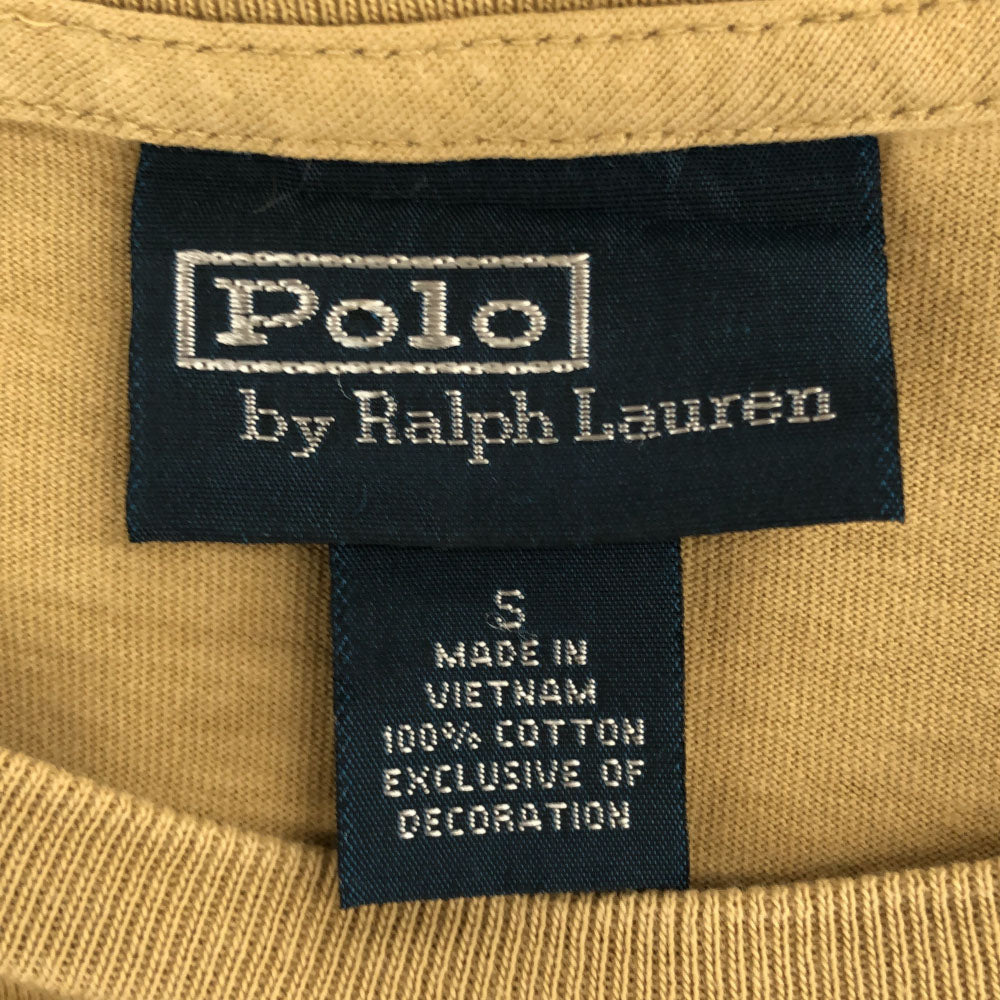 Polo
by Ralph Lauren
S
MADE IN
VIETNAM
100% COTTON
EXCLUSIVE OF
DECORATION